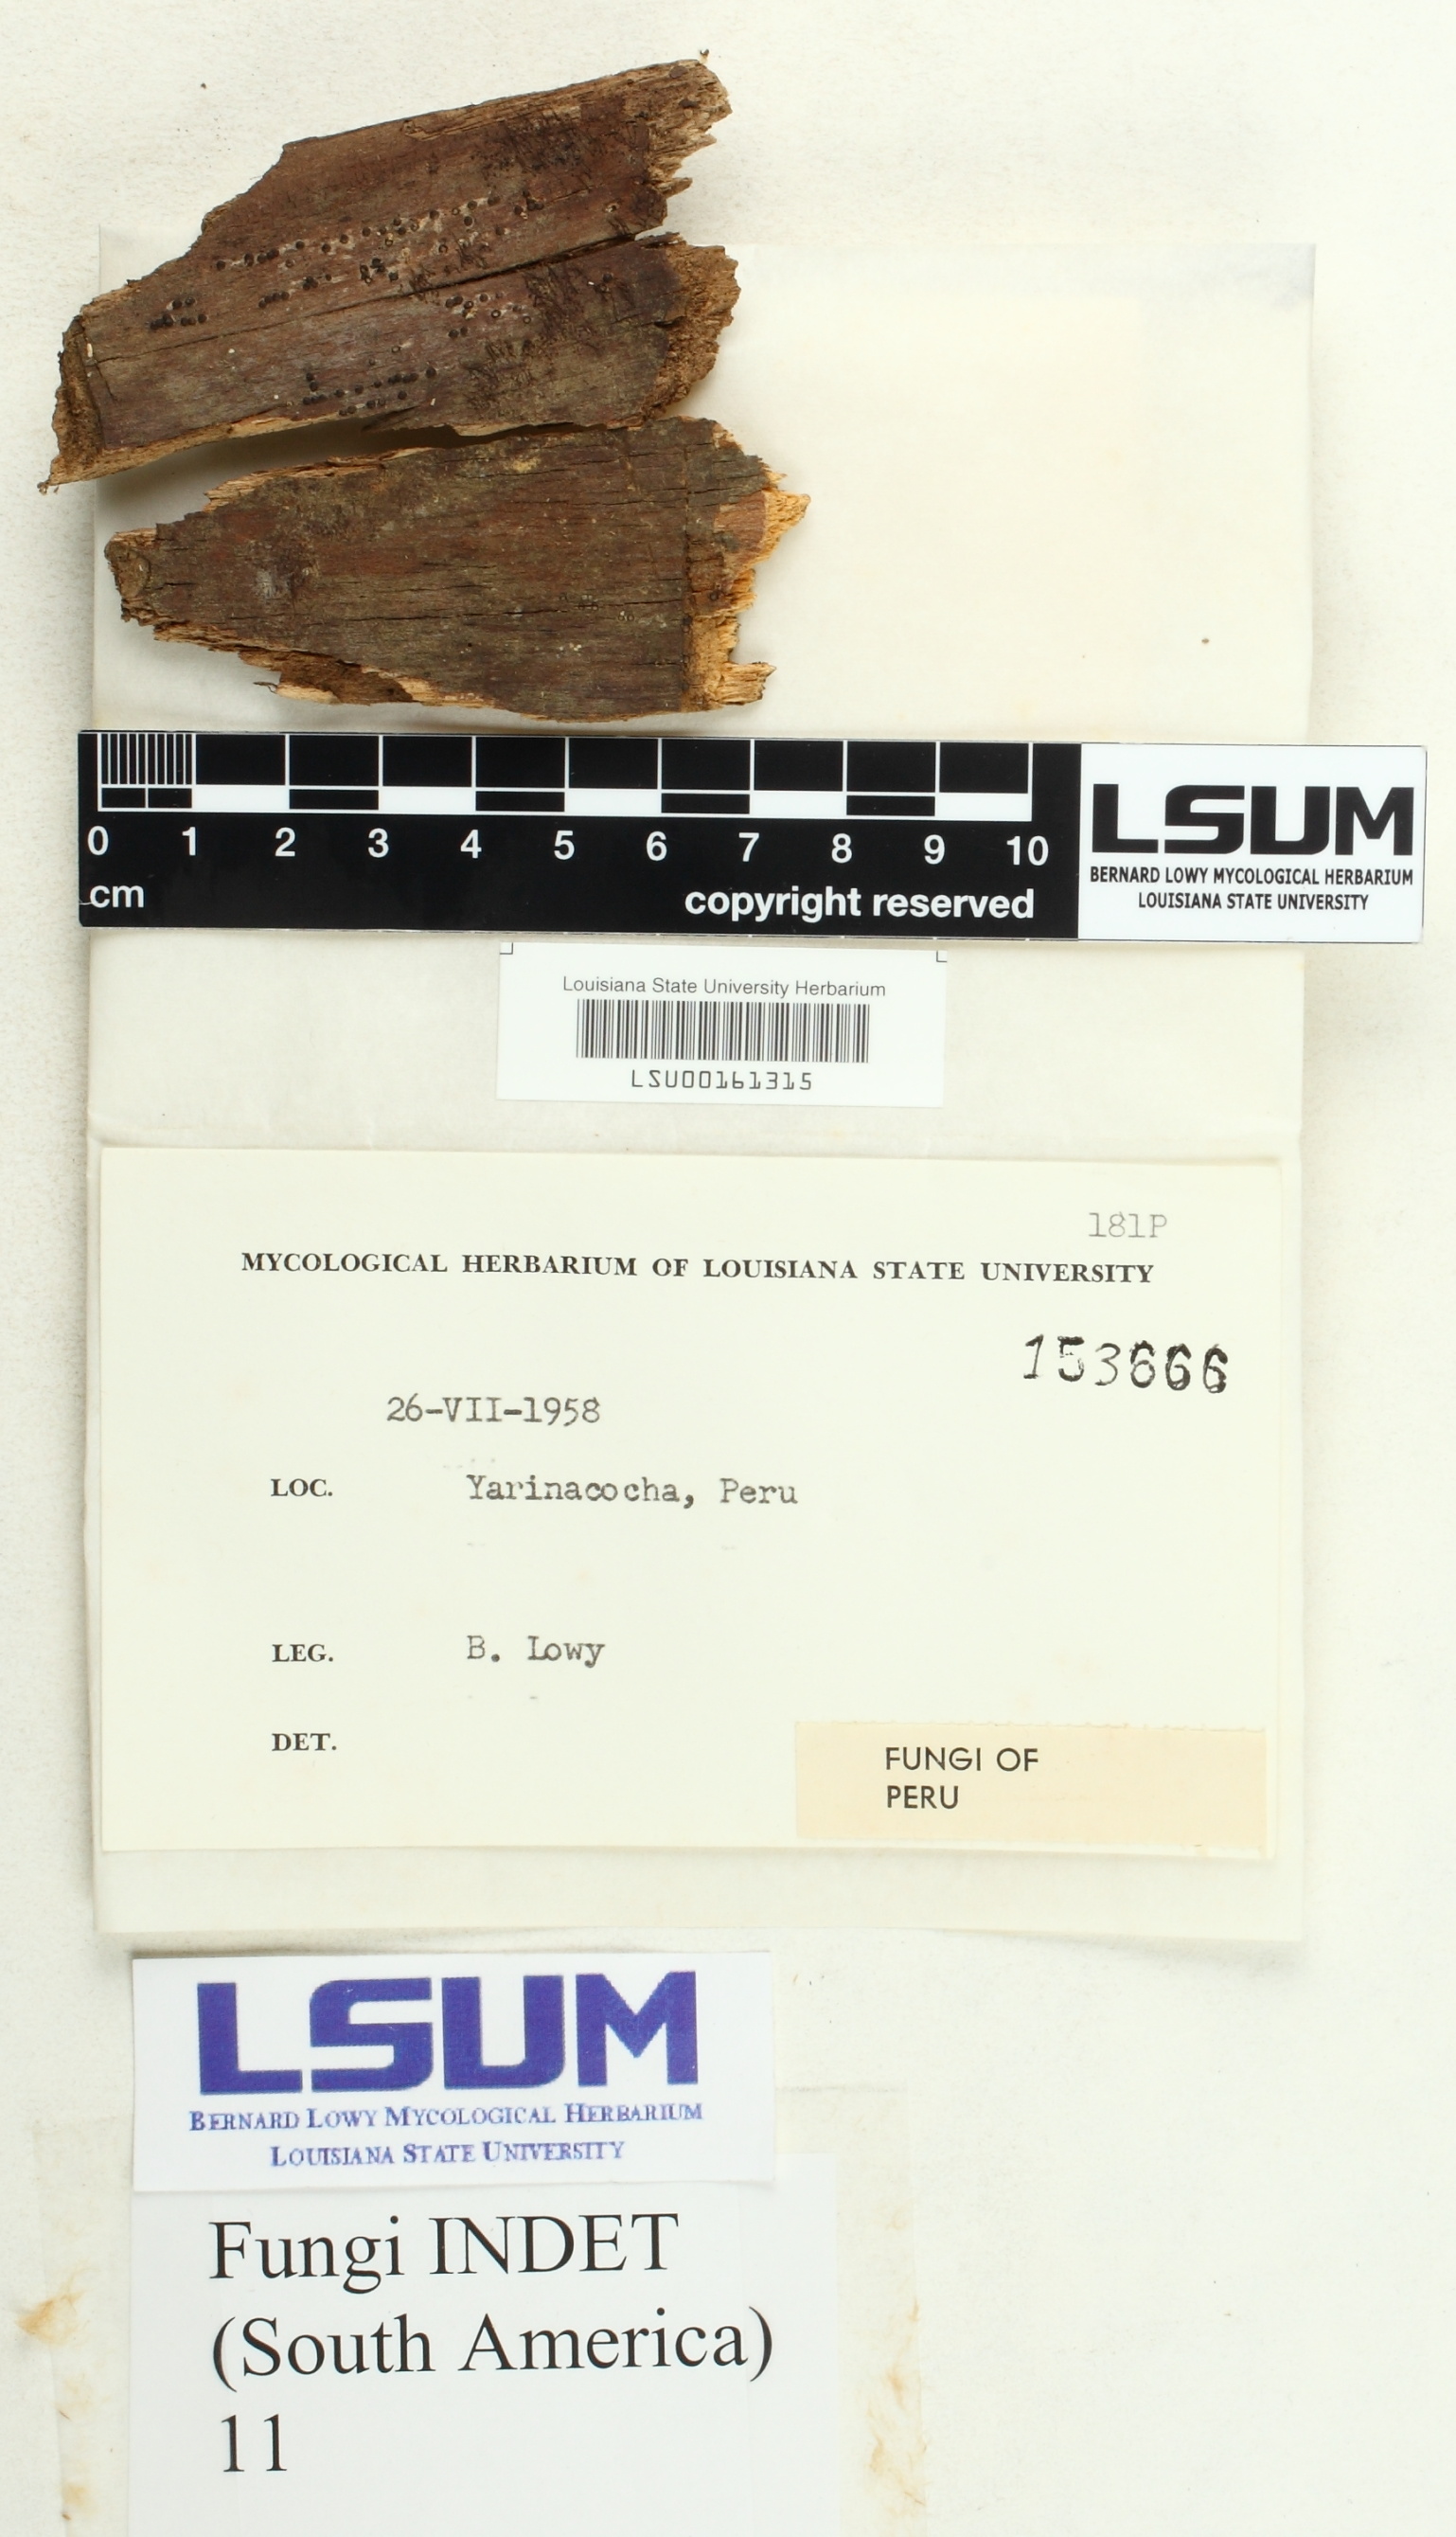 0 1 2 3 4 5 6 7 8 9 10
cm copyright reserved
LSUM
BERNARD LOWY MYCOLOGICAL HERBARIUM
LOUISIANA STATE UNIVERSITY
Louisiana State University Herbarium
LSU00161315
181P
MYCOLOGICAL HERBARIUM OF LOUISIANA STATE UNIVERSITY
153666
26-VII-1958
LOC. Yarinacocha, Peru
LEG. B. Lowy
DET.
FUNGI OF
PERU
LSUM
BERNARD LOWY MYCOLOGICAL HERBARIUM
LOUISIANA STATE UNIVERSITY
Fungi INDET
(South America)
11